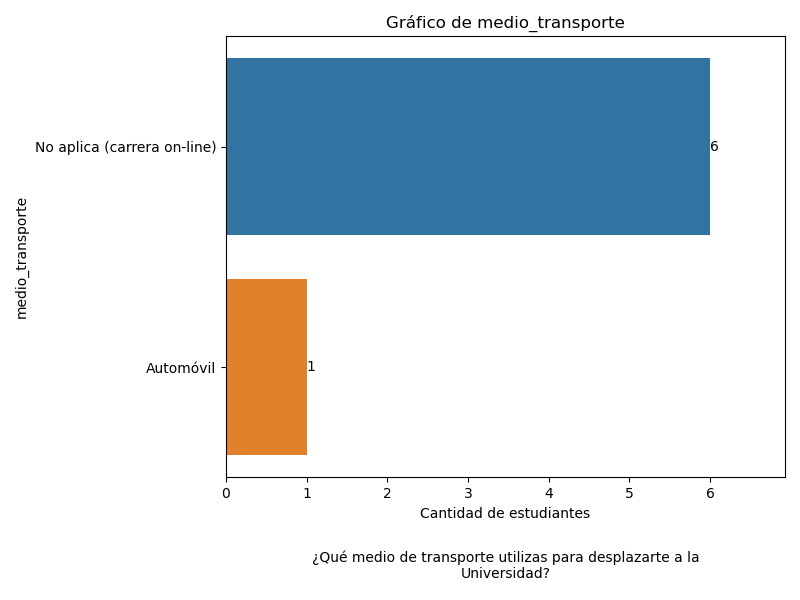 Gráfico de medio_transporte
medio_transporte
No aplica (carrera on-line)
6
Automóvil
1
0 1 2 3 4 5 6
Cantidad de estudiantes
¿Qué medio de transporte utilizas para desplazarte a la
Universidad?